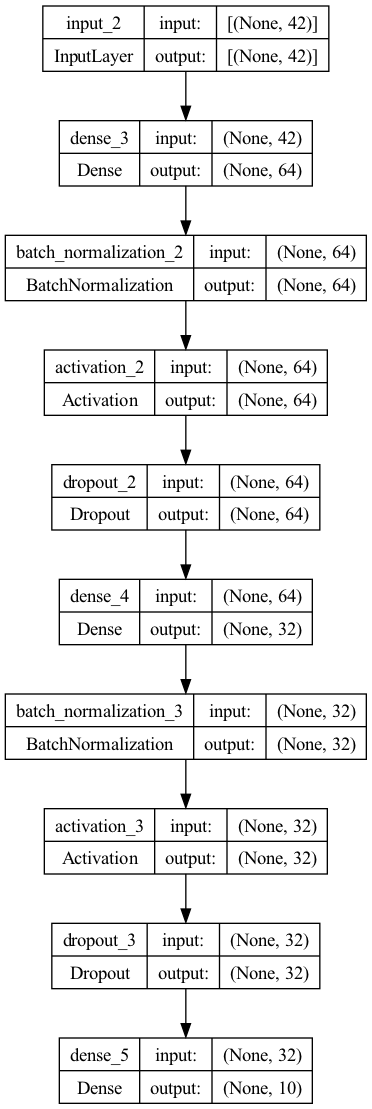 input_2 input: [(None, 42)]
InputLayer output: [(None, 42)]
dense_3 input: (None, 42)
Dense output: (None, 64)
batch_normalization_2 input: (None, 64)
BatchNormalization output: (None, 64)
activation_2 input: (None, 64)
Activation output: (None, 64)
dropout_2 input: (None, 64)
Dropout output: (None, 64)
dense_4 input: (None, 64)
Dense output: (None, 32)
batch_normalization_3 input: (None, 32)
BatchNormalization output: (None, 32)
activation_3 input: (None, 32)
Activation output: (None, 32)
dropout_3 input: (None, 32)
Dropout output: (None, 32)
dense_5 input: (None, 32)
Dense output: (None, 10)